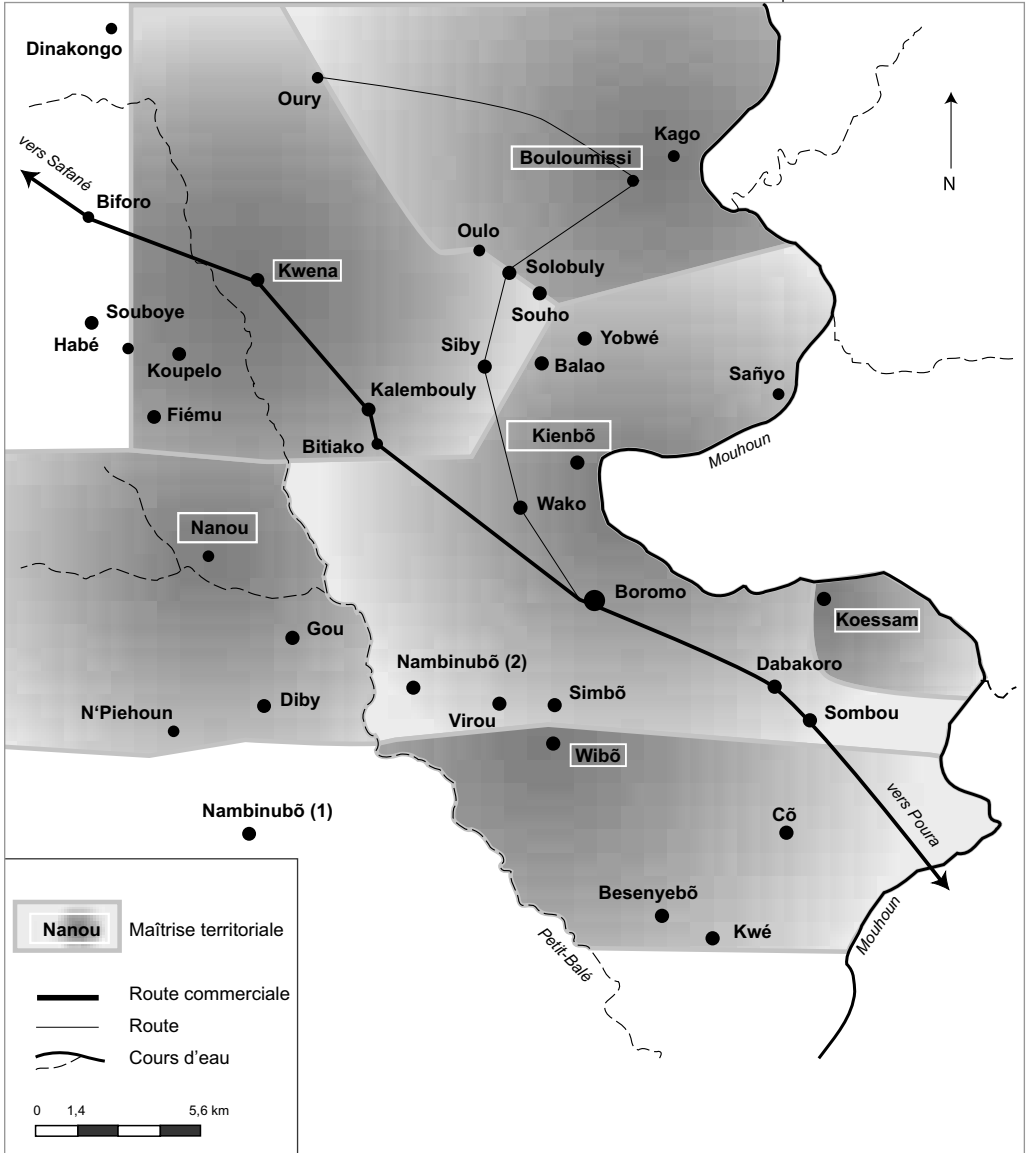 Dinakongo
Oury
Kago
Bouloumissi
vers Safané
N
Biforo
Oulo
Kwena
Solobuly
Souboye
Souho
Habé
Siby
Yobwé
Koupelo
Balao
Sañyo
Kalembouly
Fiému
Kienbõ
Bitiako
Mouhoun
Wako
Nanou
Boromo
Koessam
Gou
Nambinubõ (2)
Dabakoro
Simbõ
Diby
N'Piehoun
Virou
Sombou
Wibõ
vers Poura
Nambinubõ (1)
Cõ
Besenyebõ
Mouhoun
Kwé
Petit-Balé
Nanou
Maîtrise territoriale
Route commerciale
Route
Cours d'eau
0 1,4 5,6 km